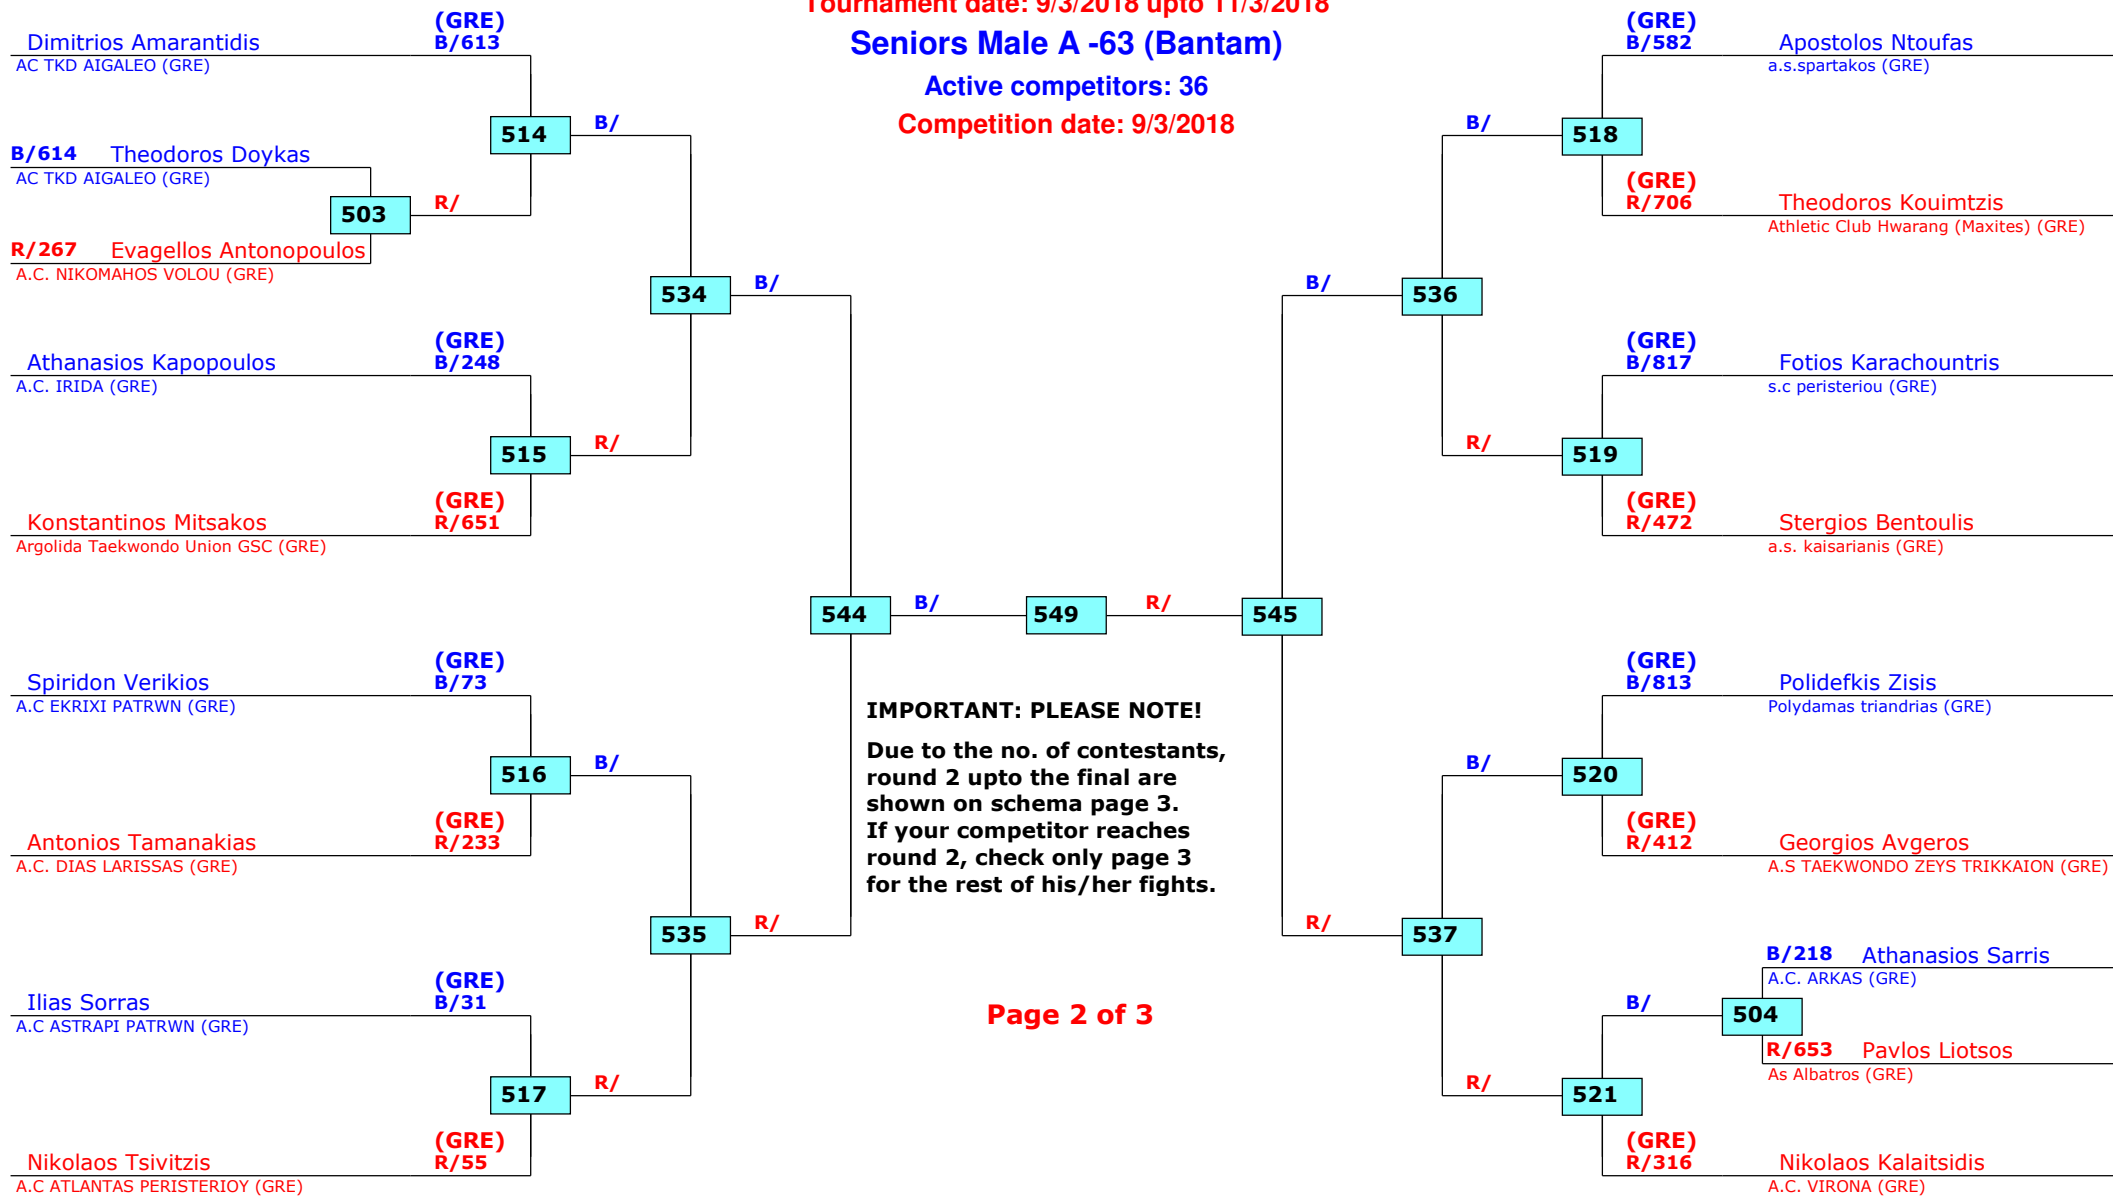 Tournament date: 9/3/2018 upto 11/3/2018
Seniors Male A -63 (Bantam)
Active competitors: 36
Competition date: 9/3/2018
(GRE)
Dimitrios Amarantidis B/613
AC TKD AIGALEO (GRE)
514 B/
B/614 Theodoros Doykas
AC TKD AIGALEO (GRE)
503 R/
R/267 Evagellos Antonopoulos
A.C. NIKOMAHOS VOLOU (GRE)
534 B/
(GRE)
Athanasios Kapopoulos B/248
A.C. IRIDA (GRE)
515 R/
(GRE)
Konstantinos Mitsakos R/651
Argolida Taekwondo Union GSC (GRE)
544 B/ 549 R/ 545
(GRE)
Spiridon Verikios B/73
A.C EKRIXI PATRWN (GRE)
516 B/
(GRE)
Antonios Tamanakias R/233
A.C. DIAS LARISSAS (GRE)
535 R/
(GRE)
Ilias Sorras B/31
A.C ASTRAPI PATRWN (GRE)
517 R/
(GRE)
Nikolaos Tsivitzis R/55
A.C ATLANTAS PERISTERIOY (GRE)
IMPORTANT: PLEASE NOTE!
Due to the no. of contestants,
round 2 upto the final are
shown on schema page 3.
If your competitor reaches
round 2, check only page 3
for the rest of his/her fights.
Page 2 of 3
(GRE)
B/582 Apostolos Ntoufas
a.s.spartakos (GRE)
B/ 518
(GRE)
R/706 Theodoros Kouimtzis
Athletic Club Hwarang (Maxites) (GRE)
B/ 536
(GRE)
B/817 Fotios Karachountris
s.c peristeriou (GRE)
R/ 519
(GRE)
R/472 Stergios Bentoulis
a.s. kaisarianis (GRE)
(GRE)
B/813 Polidefkis Zisis
Polydamas triandrias (GRE)
B/ 520
(GRE)
R/412 Georgios Avgeros
A.S TAEKWONDO ZEYS TRIKKAION (GRE)
R/ 537
B/218 Athanasios Sarris
A.C. ARKAS (GRE)
B/ 504
R/653 Pavlos Liotsos
As Albatros (GRE)
R/ 521
(GRE)
R/316 Nikolaos Kalaitsidis
A.C. VIRONA (GRE)